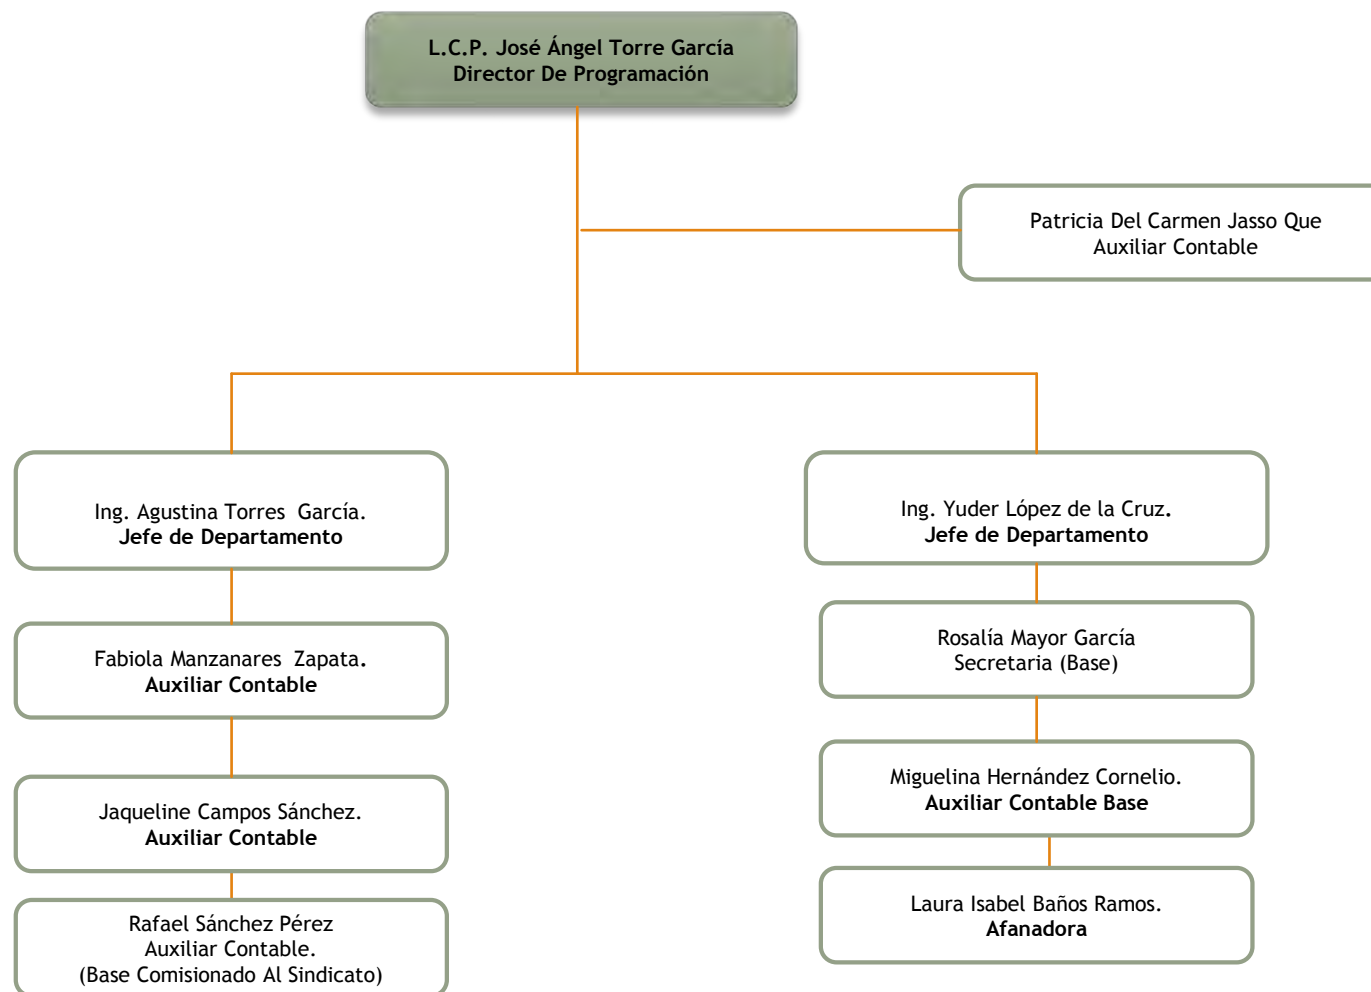 L.C.P. José Ángel Torre García
Director De Programación
Patricia Del Carmen Jasso Que
Auxiliar Contable
Ing. Agustina Torres García.
Jefe de Departamento
Fabiola Manzanares Zapata.
Auxiliar Contable
Jaqueline Campos Sánchez.
Auxiliar Contable
Rafael Sánchez Pérez
Auxiliar Contable.
(Base Comisionado Al Sindicato)
Ing. Yuder López de la Cruz.
Jefe de Departamento
Rosalía Mayor García
Secretaria (Base)
Miguelina Hernández Cornelio.
Auxiliar Contable Base
Laura Isabel Baños Ramos.
Afanadora